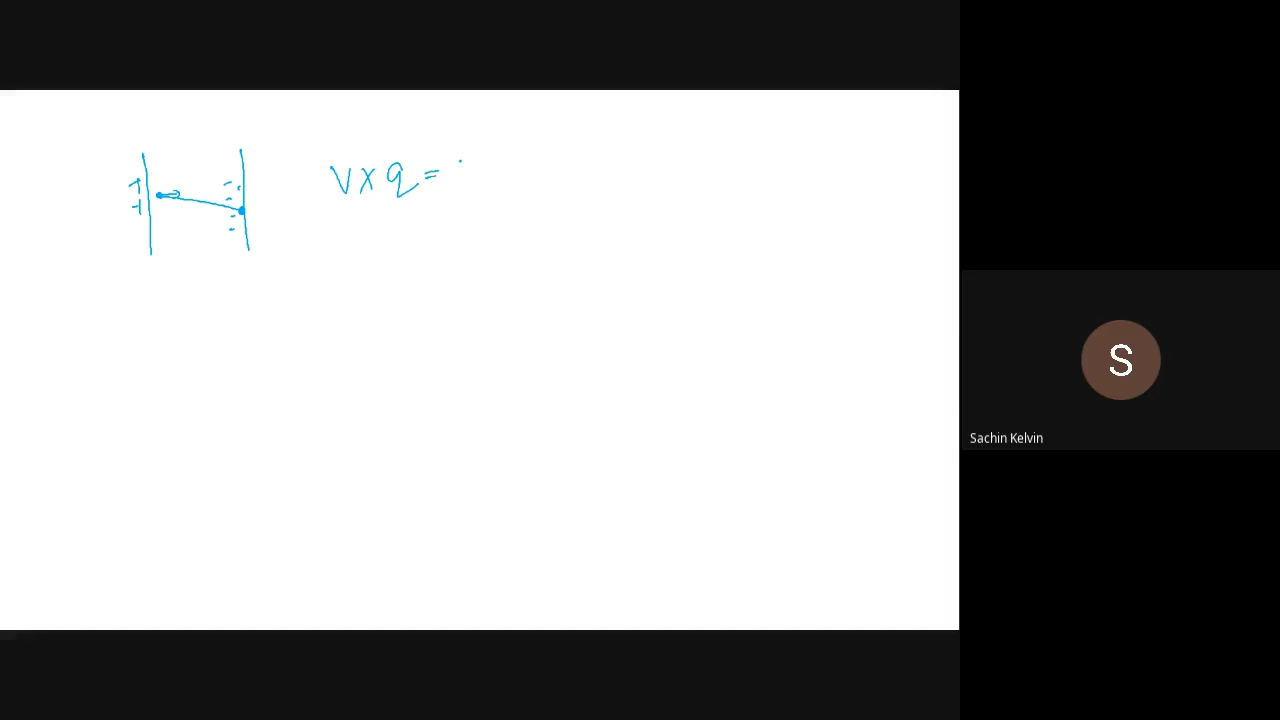 V x q =
+ -
+ -
-
-
S
Sachin Kelvin